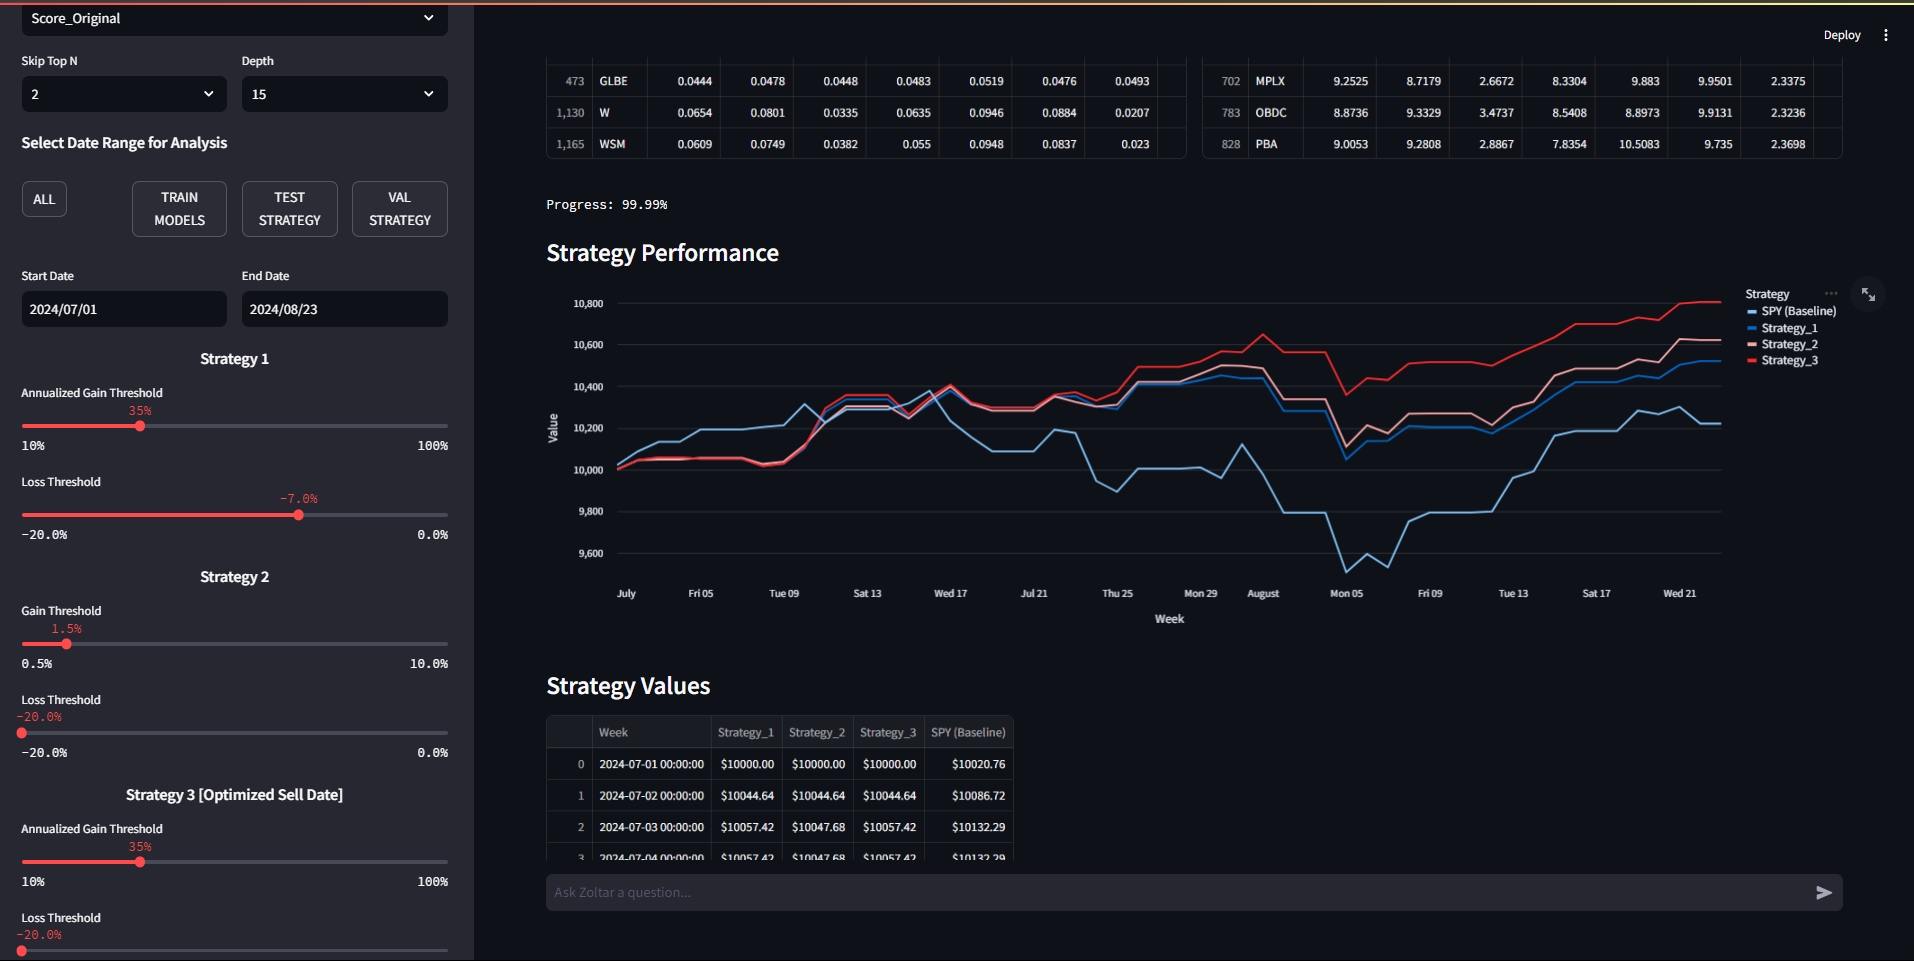 Score_Original
Skip Top N
Depth
2
15
Select Date Range for Analysis
ALL
TRAIN
MODELS
TEST
STRATEGY
VAL
STRATEGY
Start Date
End Date
2024/07/01
2024/08/23
Strategy 1
Annualized Gain Threshold
35%
10%
100%
Loss Threshold
-7.0%
-20.0%
0.0%
Strategy 2
Gain Threshold
1.5%
0.5%
10.0%
Loss Threshold
-20.0%
-20.0%
0.0%
Strategy 3 [Optimized Sell Date]
Annualized Gain Threshold
35%
10%
100%
Loss Threshold
-20.0%
Deploy
473 GLBE 0.0444 0.0478 0.0448 0.0483 0.0519 0.0476 0.0493
1,130 W 0.0654 0.0801 0.0335 0.0635 0.0946 0.0884 0.0207
1,165 WSM 0.0609 0.0749 0.0382 0.055 0.0948 0.0837 0.023
702 MPLX 9.2525 8.7179 2.6672 8.3304 9.883 9.9501 2.3375
783 OBDC 8.8736 9.3329 3.4737 8.5408 8.8973 9.9131 2.3236
828 PBA 9.0053 9.2808 2.8867 7.8354 10.5083 9.735 2.3698
Progress: 99.99%
Strategy Performance
10,800
10,600
10,400
10,200
10,000
9,800
9,600
Value
July Fri 05 Tue 09 Sat 13 Wed 17 Jul 21 Thu 25 Mon 29 August Mon 05 Fri 09 Tue 13 Sat 17 Wed 21
Week
Strategy
SPY (Baseline)
Strategy_1
Strategy_2
Strategy_3
Strategy Values
Week Strategy_1 Strategy_2 Strategy_3 SPY (Baseline)
0 2024-07-01 00:00:00 $10000.00 $10000.00 $10000.00 $10020.76
1 2024-07-02 00:00:00 $10044.64 $10044.64 $10044.64 $10086.72
2 2024-07-03 00:00:00 $10057.42 $10047.68 $10057.42 $10132.29
3 2024-07-04 00:00:00 $10057.42 $10047.68 $10057.42 $10132.29
Ask Zoltar a question...